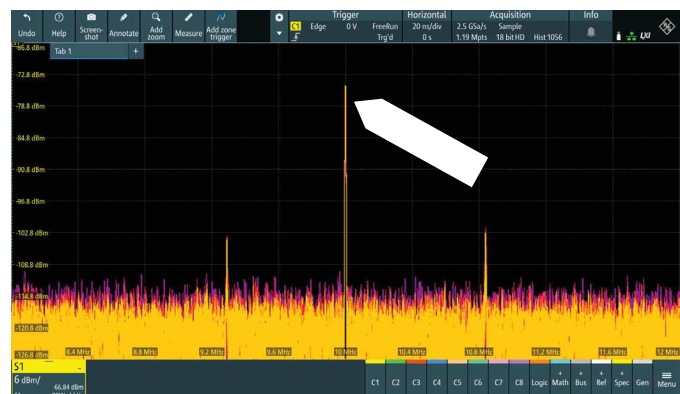 Undo
Help
Screen-
shot
Annotate
Add
zoom
Measure
Add zone
trigger
Trigger
C1 Edge 0 V FreeRun
Trg'd
Horizontal
20 ns/div
0 s
Acquisition
2.5 GSa/s Sample
1.19 Mpts 18 bit HD Hist 1056
Info
LXI
-66.8 dBm
Tab 1 +
-72.8 dBm
-78.8 dBm
-84.8 dBm
-90.8 dBm
-96.8 dBm
-102.8 dBm
-108.8 dBm
-114.8 dBm
-120.8 dBm
-126.8 dBm
8.4 MHz 8.8 MHz 9.2 MHz 9.6 MHz 10 MHz 10.4 MHz 10.8 MHz 11.2 MHz 11.6 MHz 12 MHz
S1
6 dBm/
-66.84 dBm
C1 C2 C3 C4 C5 C6 C7 C8 Logic + Math + Bus + Ref + Spec Gen Menu